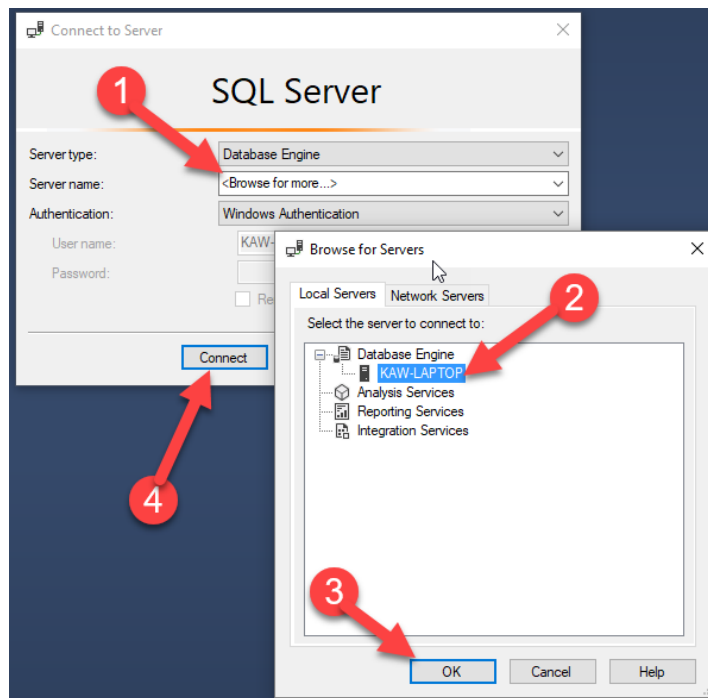 Connect to Server
SQL Server
1
Server type:
Database Engine
Server name:
<Browse for more...>
Authentication:
Windows Authentication
User name:
KAW-
Password:
Re
Connect
4
Browse for Servers
Local Servers
Network Servers
2
Select the server to connect to:
Database Engine
KAW-LAPTOP
Analysis Services
Reporting Services
Integration Services
3
OK
Cancel
Help